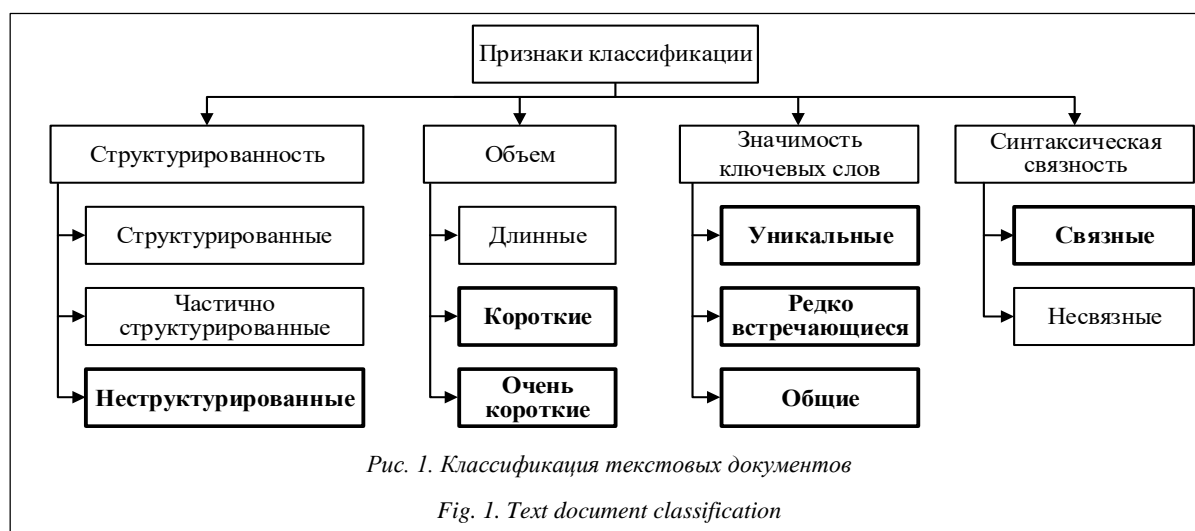 Признаки классификации
Структурированность
Структурированные
Частично
структурированные
Неструктурированные
Объем
Длинные
Короткие
Очень
короткие
Значимость
ключевых слов
Уникальные
Редко
встречающиеся
Общие
Синтаксическая
связность
Связные
Несвязные
Рис. 1. Классификация текстовых документов
Fig. 1. Text document classification